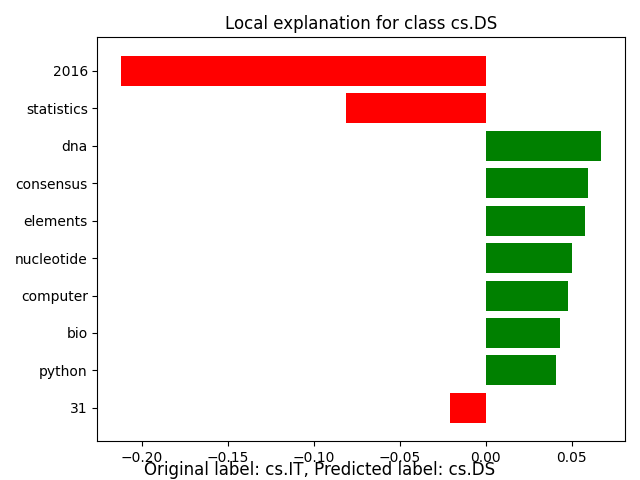 Local explanation for class cs.DS
2016
statistics
dna
consensus
elements
nucleotide
computer
bio
python
31
−0.20 −0.15 −0.10 −0.05 0.00 0.05
Original label: cs.IT, Predicted label: cs.DS